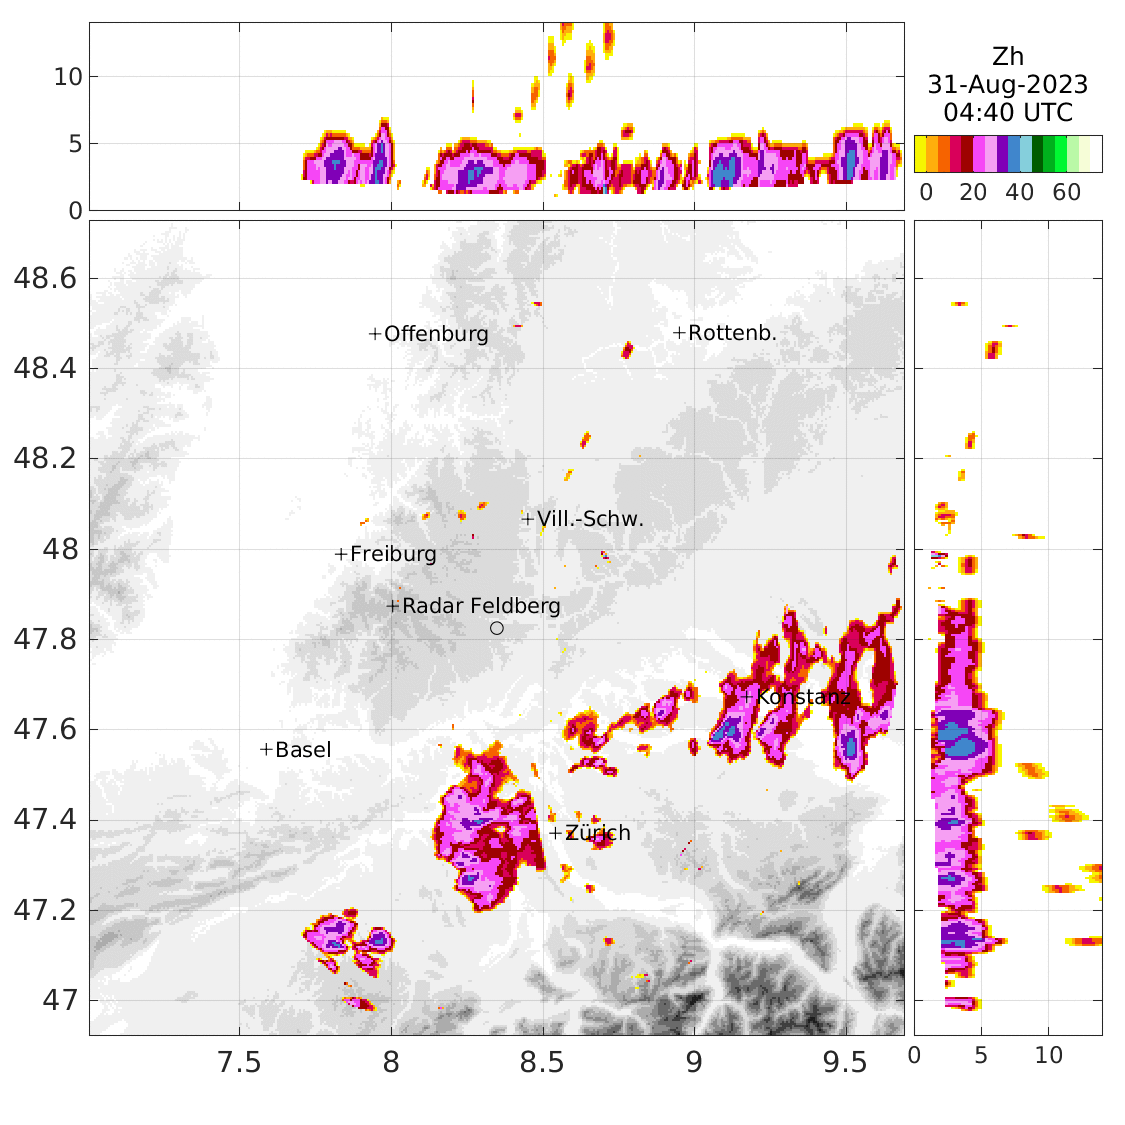 10
5
0
Zh
31-Aug-2023
04:40 UTC
0 20 40 60
48.6
48.4
48.2
48
47.8
47.6
47.4
47.2
47
+Offenburg
+Rottenb.
+Vill.-Schw.
+Freiburg
+Radar Feldberg
+Konstanz
+Basel
+Zürich
7.5 8 8.5 9 9.5
0 5 10